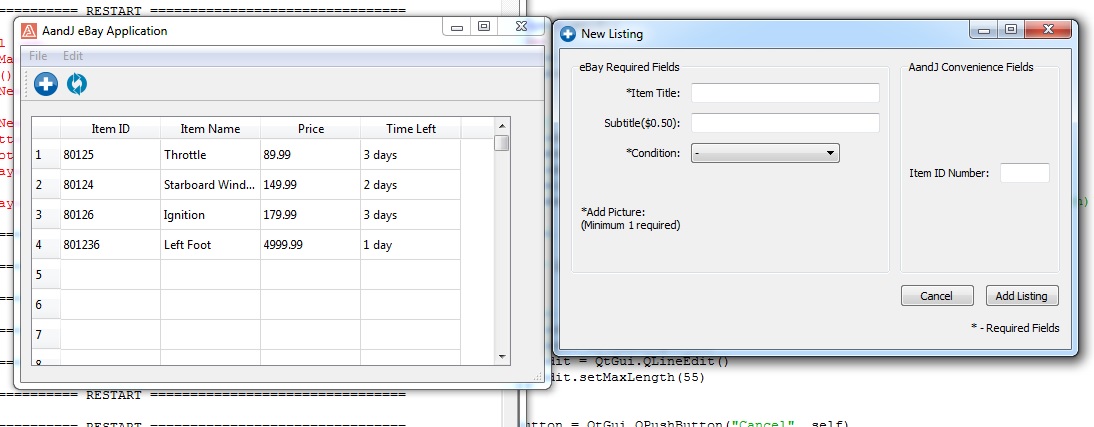 ========== RESTART ================================
AandJ eBay Application
File Edit
Item ID Item Name Price Time Left
1 80125 Throttle 89.99 3 days
2 80124 Starboard Wind... 149.99 2 days
3 80126 Ignition 179.99 3 days
4 801236 Left Foot 4999.99 1 day
5
6
7
New Listing
eBay Required Fields
*Item Title:
Subtitle($0.50):
*Condition: -
*Add Picture:
(Minimum 1 required)
AandJ Convenience Fields
Item ID Number:
Cancel Add Listing
* - Required Fields
dit = QtGui.QLineEdit()
dit.setMaxLength(55)
utton = QtGui.QPushButton("Cancel", self)
========== RESTART ================================
========== RESTART ================================